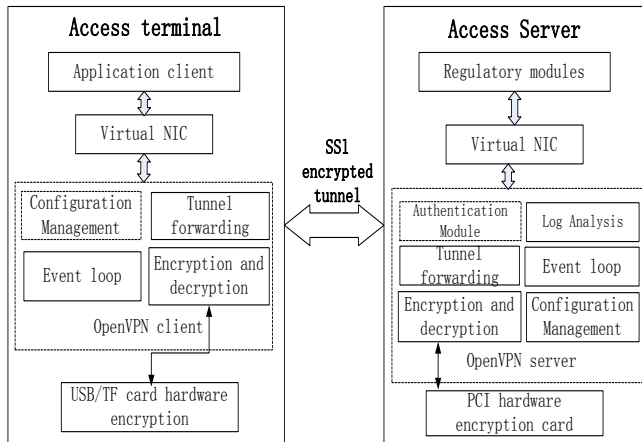 Access terminal
Application client
Virtual NIC
Configuration
Management
Tunnel
forwarding
Event loop
Encryption and
decryption
OpenVPN client
USB/TF card hardware
encryption
SSl
encrypted
tunnel
Access Server
Regulatory modules
Virtual NIC
Authentication
Module
Log Analysis
Tunnel
forwarding
Event loop
Encryption and
decryption
Configuration
Management
OpenVPN server
PCI hardware
encryption card